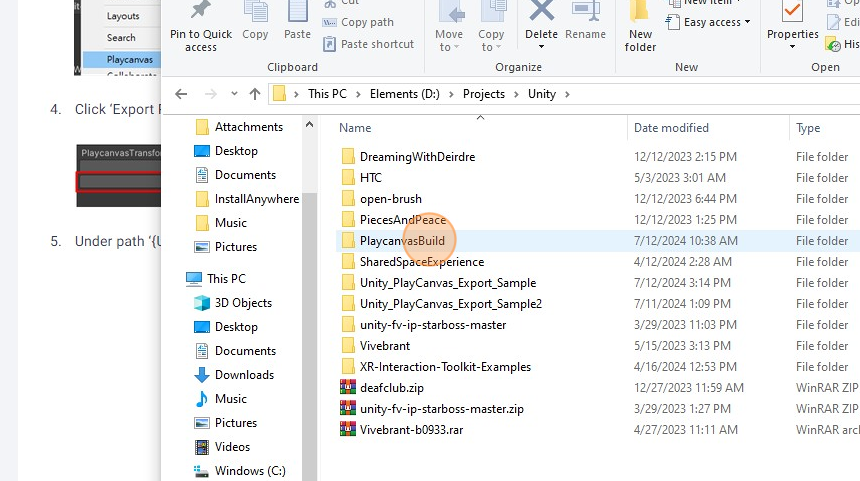 Layouts
Search
Playcavas
4. Click ‘Export
PlaycanvasTransfo
5. Under path ‘{U
Pin to Quick access
Copy
Paste
Cut
Copy path
Paste shortcut
Clipboard
Move to
Copy to
Delete
Rename
Organize
New folder
New item
Easy access
New
Properties
Edi
His
Open
This PC > Elements (D:) > Projects > Unity >
Attachments
Desktop
Documents
InstallAnywhere
Music
Pictures
This PC
3D Objects
Desktop
Documents
Downloads
Music
Pictures
Videos
Windows (C:)
Name Date modified Type
DreamingWithDeirdre 12/12/2023 2:15 PM File folder
HTC 5/3/2023 3:01 AM File folder
open-brush 12/12/2023 6:44 PM File folder
PiecesAndPeace 12/12/2023 1:25 PM File folder
PlaycanvasBuild 7/12/2024 10:38 AM File folder
SharedSpaceExperience 4/12/2024 2:28 AM File folder
Unity_PlayCanvas_Export_Sample 7/12/2024 3:14 PM File folder
Unity_PlayCanvas_Export_Sample2 7/11/2024 1:09 PM File folder
unity-fv-ip-starboss-master 3/29/2023 11:03 PM File folder
Vivebrant 5/15/2023 3:13 PM File folder
XR-Interaction-Toolkit-Examples 4/16/2024 12:53 PM File folder
deafclub.zip 12/27/2023 11:59 AM WinRAR ZIP
unity-fv-ip-starboss-master.zip 3/29/2023 1:27 PM WinRAR ZIP
Vivebrant-b0933.rar 4/27/2023 11:11 AM WinRAR arc